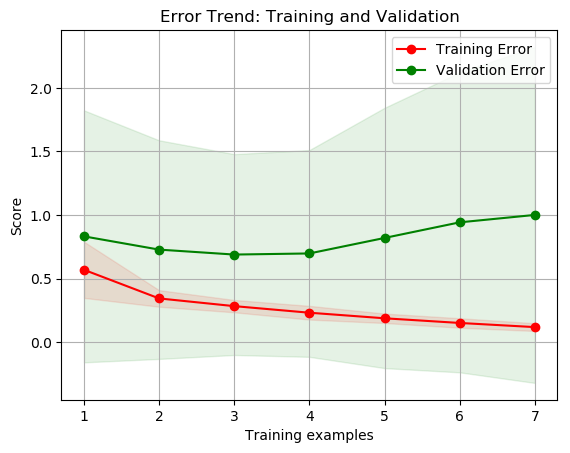 Error Trend: Training and Validation
Training Error
Validation Error
2.0
1.5
1.0
0.5
0.0
Score
1 2 3 4 5 6 7
Training examples